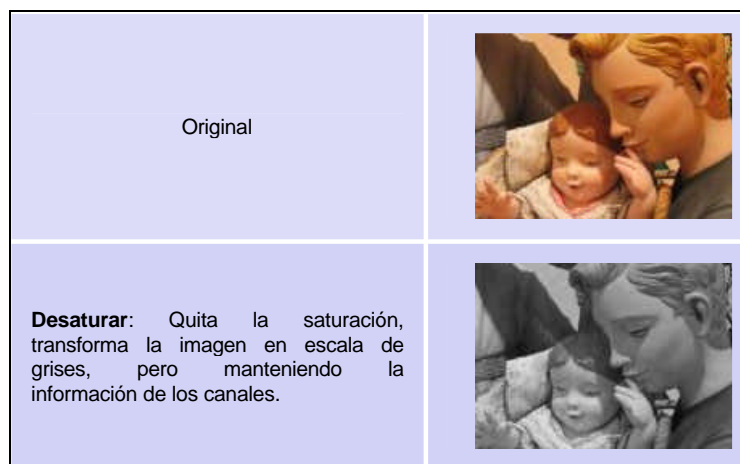 Original
Desaturar: Quita la saturación,
transforma la imagen en escala de
grises, pero manteniendo la
información de los canales.